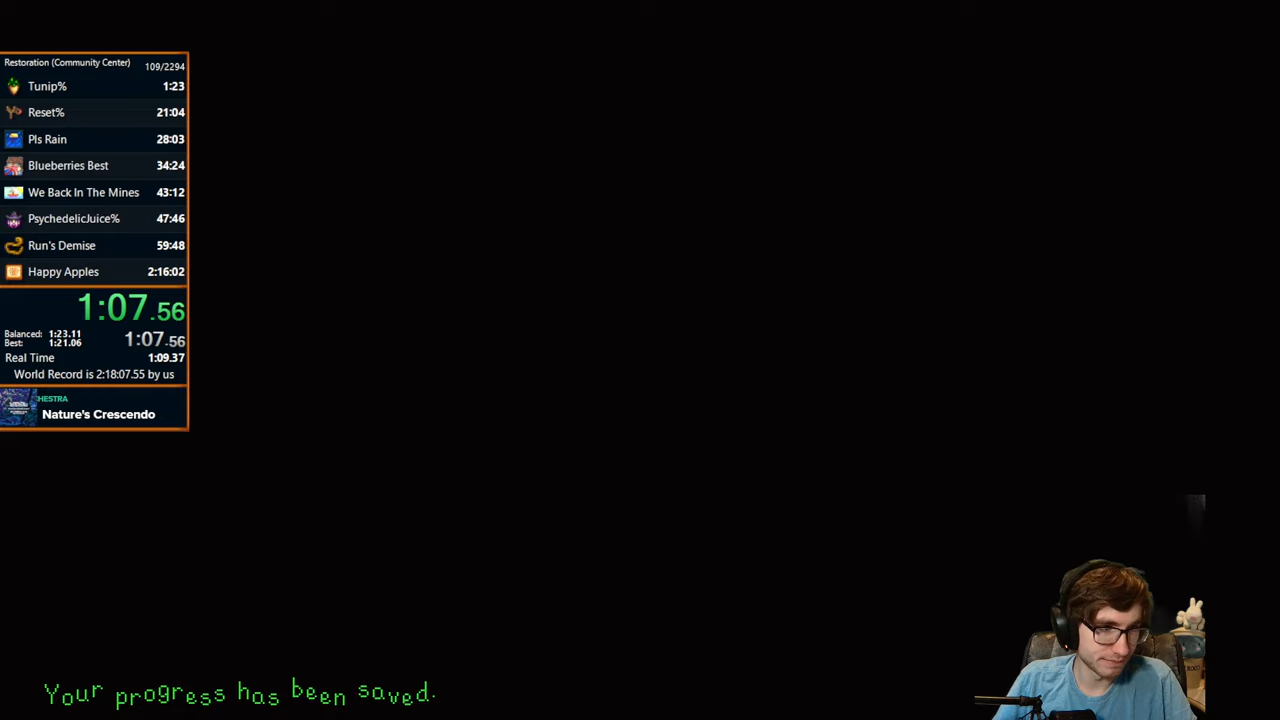 Restoration (Community Center) 109/2294
Tunip% 1:23
Reset% 21:04
Pls Rain 28:03
Blueberries Best 34:24
We Back In The Mines 43:12
PsychedelicJuice% 47:46
Run's Demise 59:48
Happy Apples 2:16:02
1:07.56
Balanced: 1:23.11
Best: 1:21.06
1:07.56
Real Time 1:09.37
World Record is 2:18:07.55 by us
HESTRA
Nature's Crescendo
Your progress has been saved.